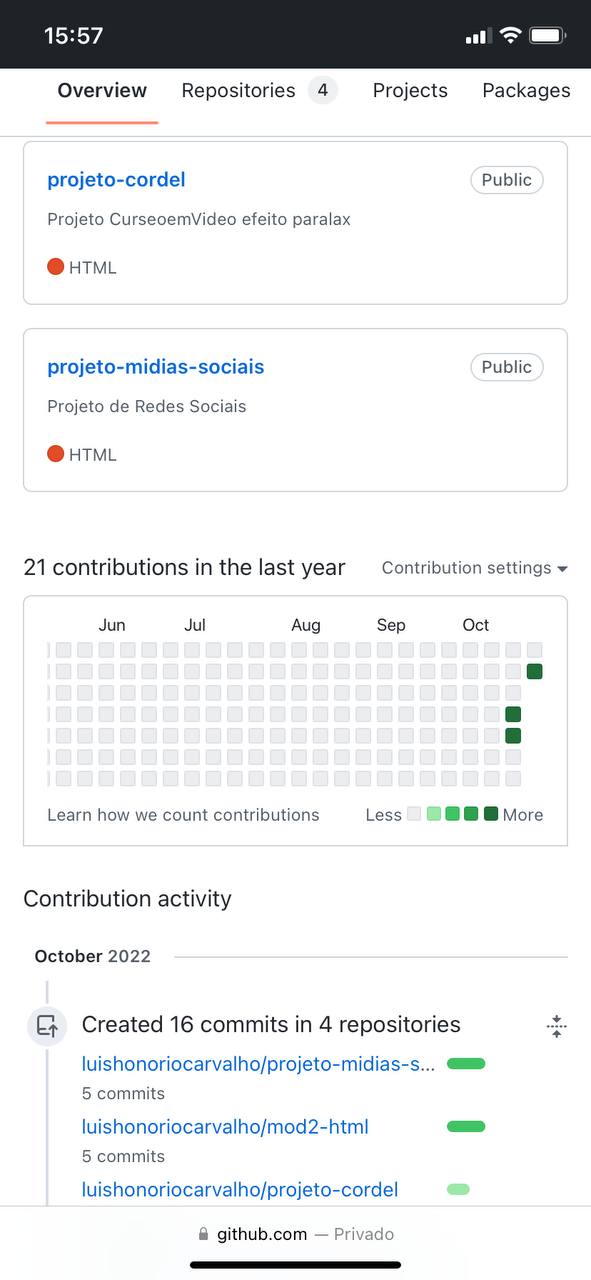 15:57
Overview Repositories 4 Projects Packages
projeto-cordel Public
Projeto CurseoemVideo efeito paralax
HTML
projeto-midias-sociais Public
Projeto de Redes Sociais
HTML
21 contributions in the last year Contribution settings
Jun Jul Aug Sep Oct
Learn how we count contributions Less More
Contribution activity
October 2022
Created 16 commits in 4 repositories
luishonoriocarvalho/projeto-midias-s...
5 commits
luishonoriocarvalho/mod2-html
5 commits
luishonoriocarvalho/projeto-cordel
github.com — Privado